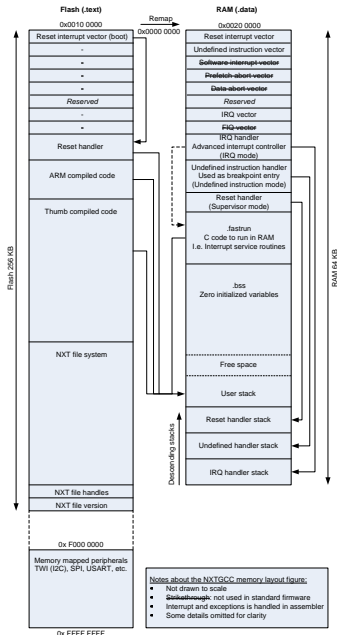 Flash (.text)
0x0010 0000
Reset interrupt vector (boot)
-
-
-
-
Reserved
-
-
Reset handler
ARM compiled code
Thumb compiled code
NXT file system
NXT file handles
NXT file version
0x F000 0000
Memory mapped peripherals
TWI (I2C), SPI, USART, etc.
0x FFFF FFFF
Flash 256 KB
Remap
0x0000 0000
RAM (.data)
0x0020 0000
Reset interrupt vector
Undefined instruction vector
Software interrupt vector
Prefetch abort vector
Data abort vector
Reserved
IRQ vector
FIQ vector
IRQ handler
Advanced interrupt controller
(IRQ mode)
Undefined instruction handler
Used as breakpoint entry
(Undefined instruction mode)
Reset handler
(Supervisor mode)
.fastrun
C code to run in RAM
I.e. Interrupt service routines
.bss
Zero initialized variables
Free space
User stack
Reset handler stack
Undefined handler stack
IRQ handler stack
Descending stacks
RAM 64 KB
Notes about the NXTGCC memory layout figure:
▪ Not drawn to scale
▪ Strikethrough: not used in standard firmware
▪ Interrupt and exceptions is handled in assembler
▪ Some details omitted for clarity